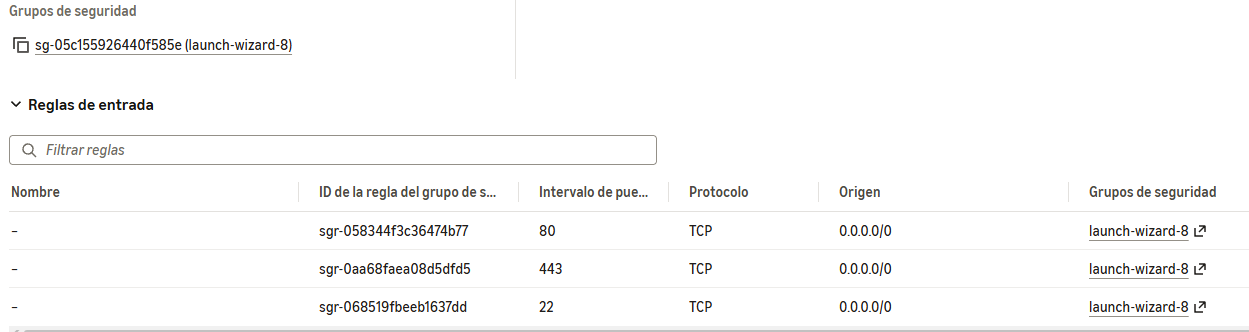 Grupos de seguridad
sg-05c155926440f585e (launch-wizard-8)
Reglas de entrada
Filtrar reglas
Nombre ID de la regla del grupo de s... Intervalo de pue... Protocolo Origen Grupos de seguridad
– sgr-058344f3c36474b77 80 TCP 0.0.0.0/0 launch-wizard-8
– sgr-0aa68faea08d5dfd5 443 TCP 0.0.0.0/0 launch-wizard-8
– sgr-068519fbeeb1637dd 22 TCP 0.0.0.0/0 launch-wizard-8